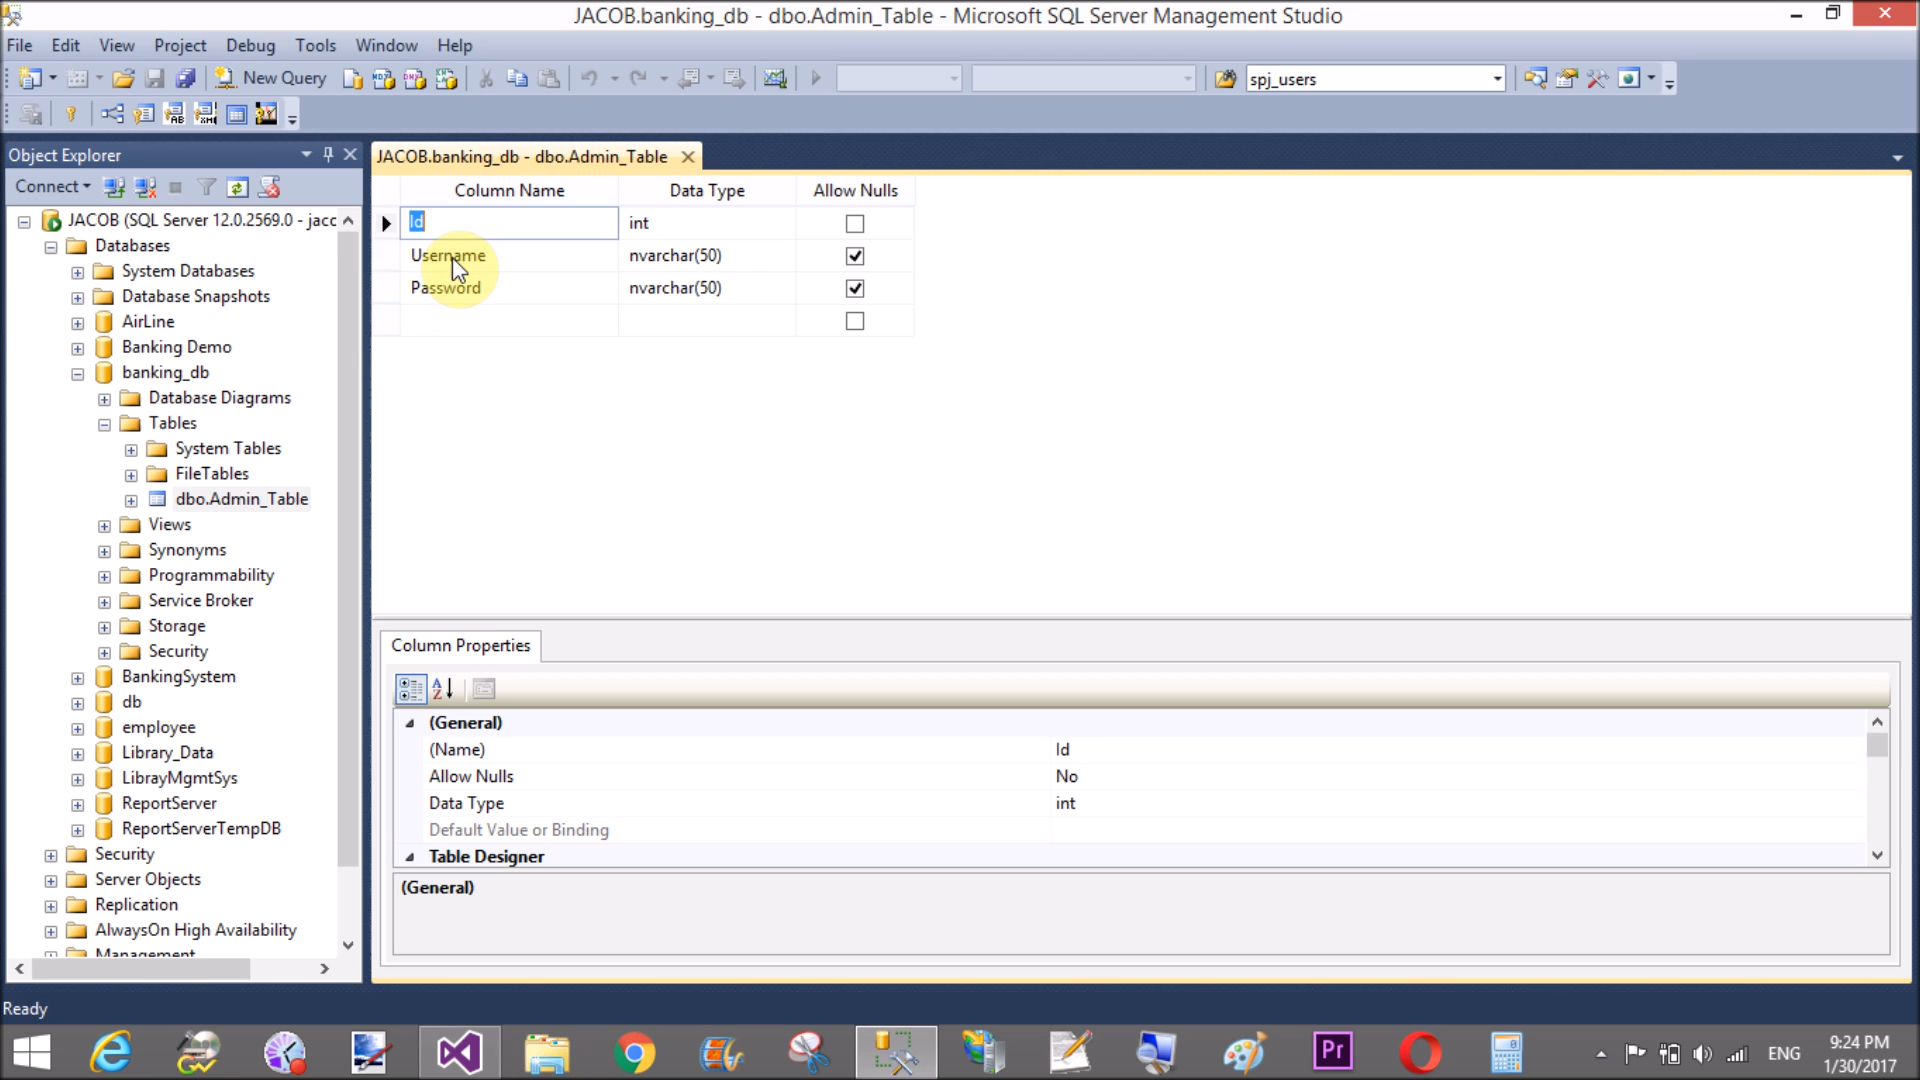 JACOB.banking_db - dbo.Admin_Table - Microsoft SQL Server Management Studio
File Edit View Project Debug Tools Window Help
New Query spj_users
Object Explorer
Connect
JACOB (SQL Server 12.0.2569.0 - jacc
Databases
System Databases
Database Snapshots
AirLine
Banking Demo
banking_db
Database Diagrams
Tables
System Tables
FileTables
dbo.Admin_Table
Views
Synonyms
Programmability
Service Broker
Storage
Security
BankingSystem
db
employee
Library_Data
LibrayMgmtSys
ReportServer
ReportServerTempDB
Security
Server Objects
Replication
AlwaysOn High Availability
Management
JACOB.banking_db - dbo.Admin_Table
Column Name Data Type Allow Nulls
Id int
Username nvarchar(50)
Password nvarchar(50)
Column Properties
(General)
(Name) Id
Allow Nulls No
Data Type int
Default Value or Binding
Table Designer
(General)
Ready
Pr
ENG
9:24 PM
1/30/2017